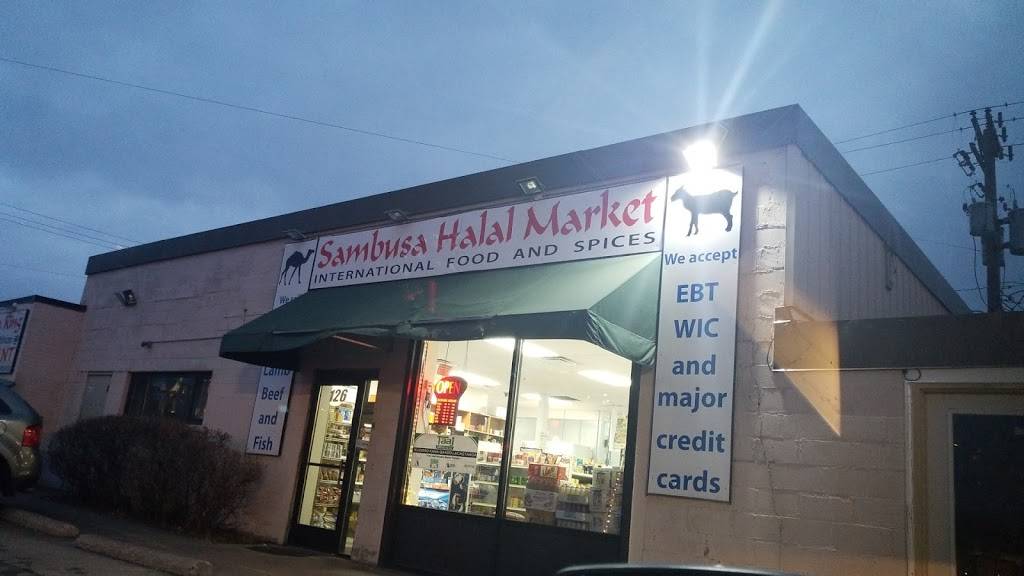 Sambusa Halal Market
INTERNATIONAL FOOD AND SPICES
We accept
EBT
WIC
and
major
credit
cards
Lamb
Beef
and
Fish
126
OPEN